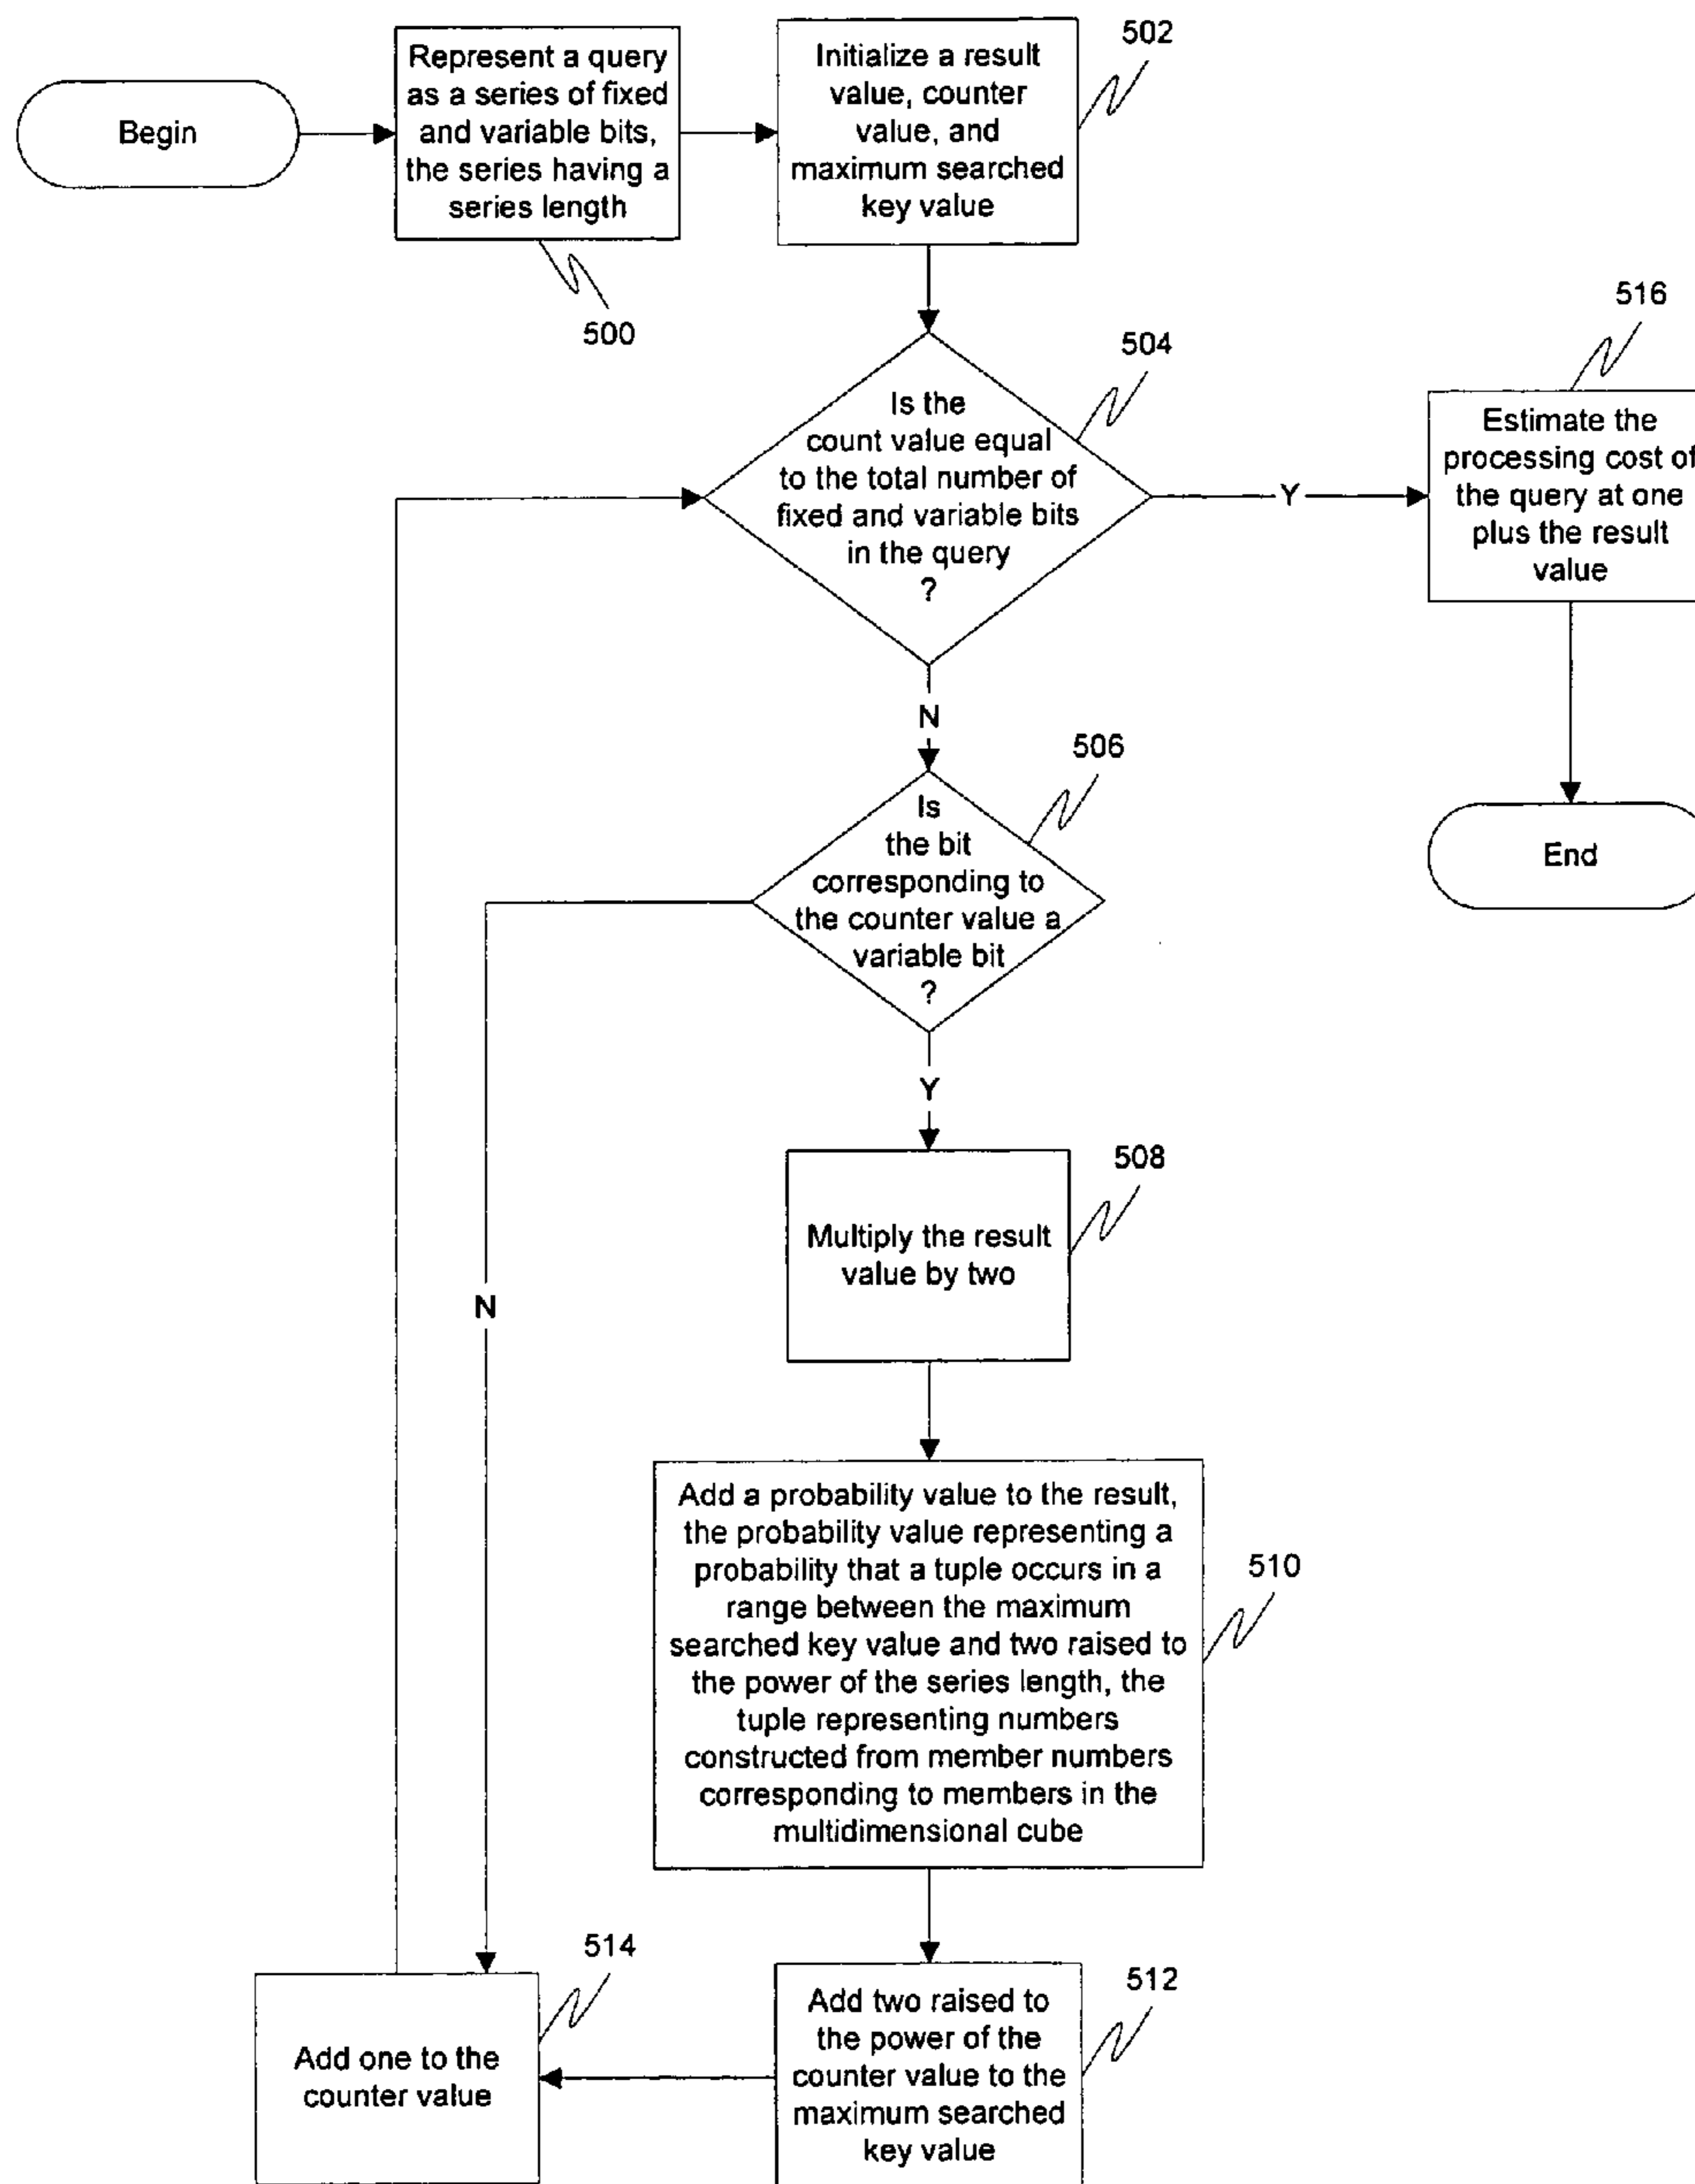 Begin
Represent a query
as a series of fixed
and variable bits,
the series having a
series length
500
Initialize a result
value, counter
value, and
maximum searched
key value
502
Is the
count value equal
to the total number of
fixed and variable bits
in the query
?
504
Y
Estimate the
processing cost of
the query at one
plus the result
value
516
End
N
Is
the bit
corresponding to
the counter value a
variable bit
?
506
N
Y
Multiply the result
value by two
508
Add a probability value to the result,
the probability value representing a
probability that a tuple occurs in a
range between the maximum
searched key value and two raised to
the power of the series length, the
tuple representing numbers
constructed from member numbers
corresponding to members in the
multidimensional cube
510
Add two raised to
the power of the
counter value to the
maximum searched
key value
512
Add one to the
counter value
514